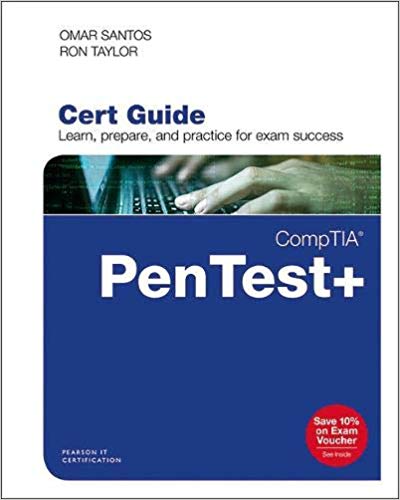 OMAR SANTOS
RON TAYLOR
Cert Guide
Learn, prepare, and practice for exam success
CompTIA®
PenTest+
Save 10%
on Exam
Voucher
See Inside
PEARSON IT
CERTIFICATION